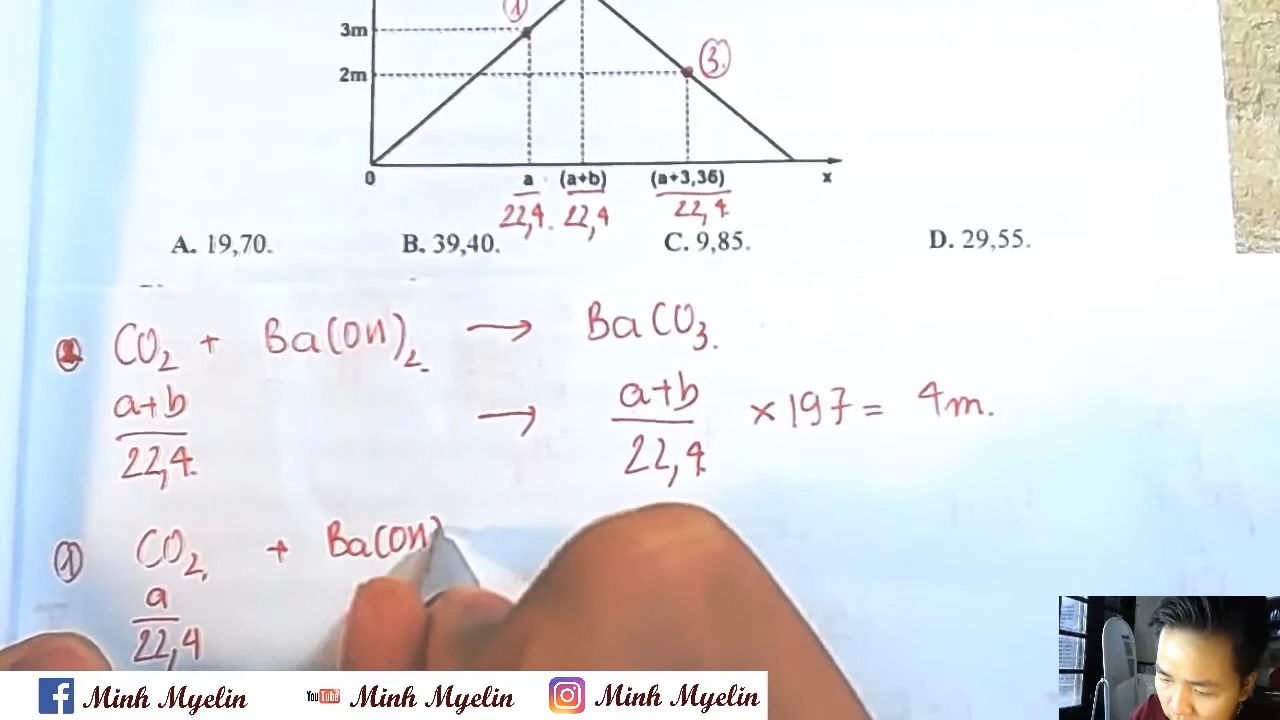 3m
①
2m
③.
0 a (a+b) (a+3,36) x
22,4. 22,4 22,4
A. 19,70. B. 39,40. C. 9,85. D. 29,55.
CO₂ + Ba(OH)₂. → BaCO₃.
a+b → a+b × 197 = 4m.
22,4. 22,4
① CO₂ + Ba(OH)
a
22,4
Minh Myelin YouTube Minh Myelin Minh Myelin